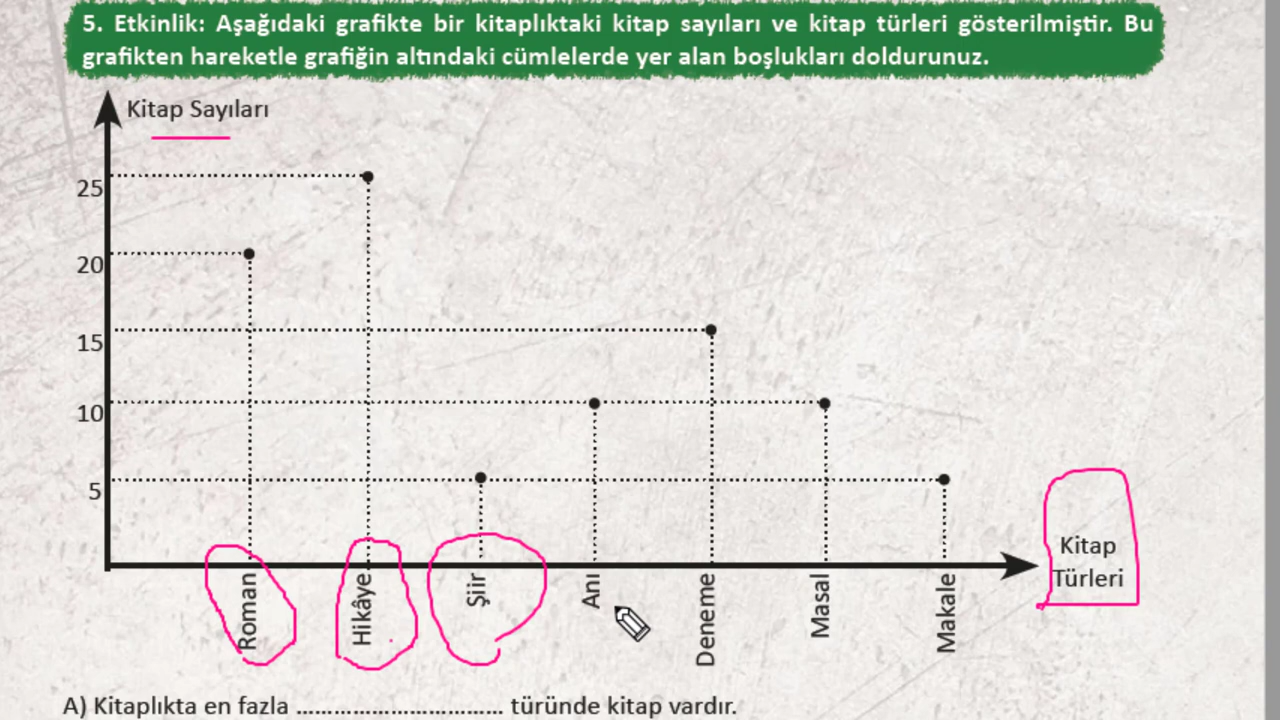 5. Etkinlik: Aşağıdaki grafikte bir kitaplıktaki kitap sayıları ve kitap türleri gösterilmiştir. Bu
grafikten hareketle grafiğin altındaki cümlelerde yer alan boşlukları doldurunuz.
Kitap Sayıları
25
20
15
10
5
Roman
Hikâye
Şiir
Anı
Deneme
Masal
Makale
Kitap
Türleri
A) Kitaplıkta en fazla ................................. türünde kitap vardır.